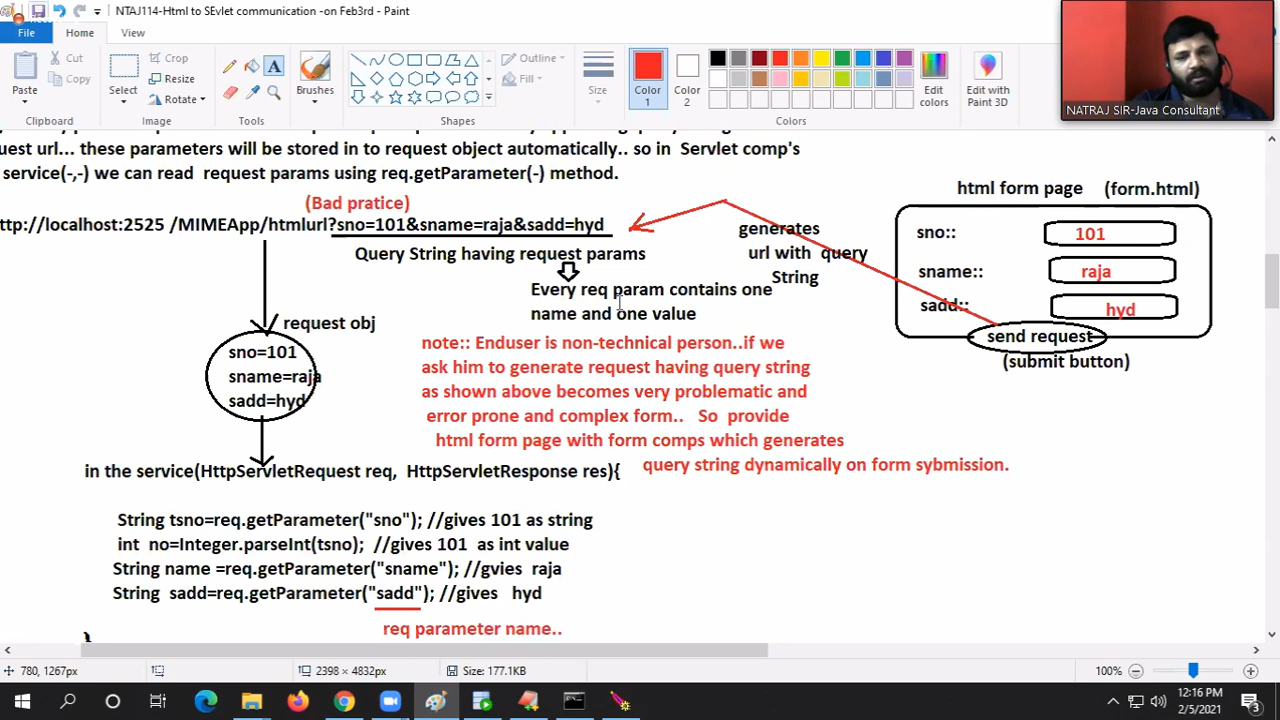 NTAJ114-Html to SEvlet communication -on Feb3rd - Paint
File Home View
Paste
Cut
Copy
Clipboard
Select
Crop
Resize
Rotate
Image
Tools
Brushes
Shapes
Outline
Fill
Size
Color 1
Color 2
Edit colors
Colors
Edit with Paint 3D
NATRAJ SIR-Java Consultant
uest url... these parameters will be stored in to request object automatically.. so in Servlet comp's
service(-,-) we can read request params using req.getParameter(-) method.
(Bad pratice)
ttp://localhost:2525 /MIMEApp/htmlurl?sno=101&sname=raja&sadd=hyd
Query String having request params
generates
url with query
String
Every req param contains one
name and one value
html form page (form.html)
sno:: 101
sname:: raja
sadd:: hyd
send request
(submit button)
request obj
sno=101
sname=raja
sadd=hyd
note:: Enduser is non-technical person..if we
ask him to generate request having query string
as shown above becomes very problematic and
error prone and complex form.. So provide
html form page with form comps which generates
query string dynamically on form sybmission.
in the service(HttpServletRequest req, HttpServletResponse res){
String tsno=req.getParameter("sno"); //gives 101 as string
int no=Integer.parseInt(tsno); //gives 101 as int value
String name =req.getParameter("sname"); //gvies raja
String sadd=req.getParameter("sadd"); //gives hyd
req parameter name..
}
780, 1267px
2398 × 4832px
Size: 177.1KB
100%
12:16 PM
2/5/2021
3